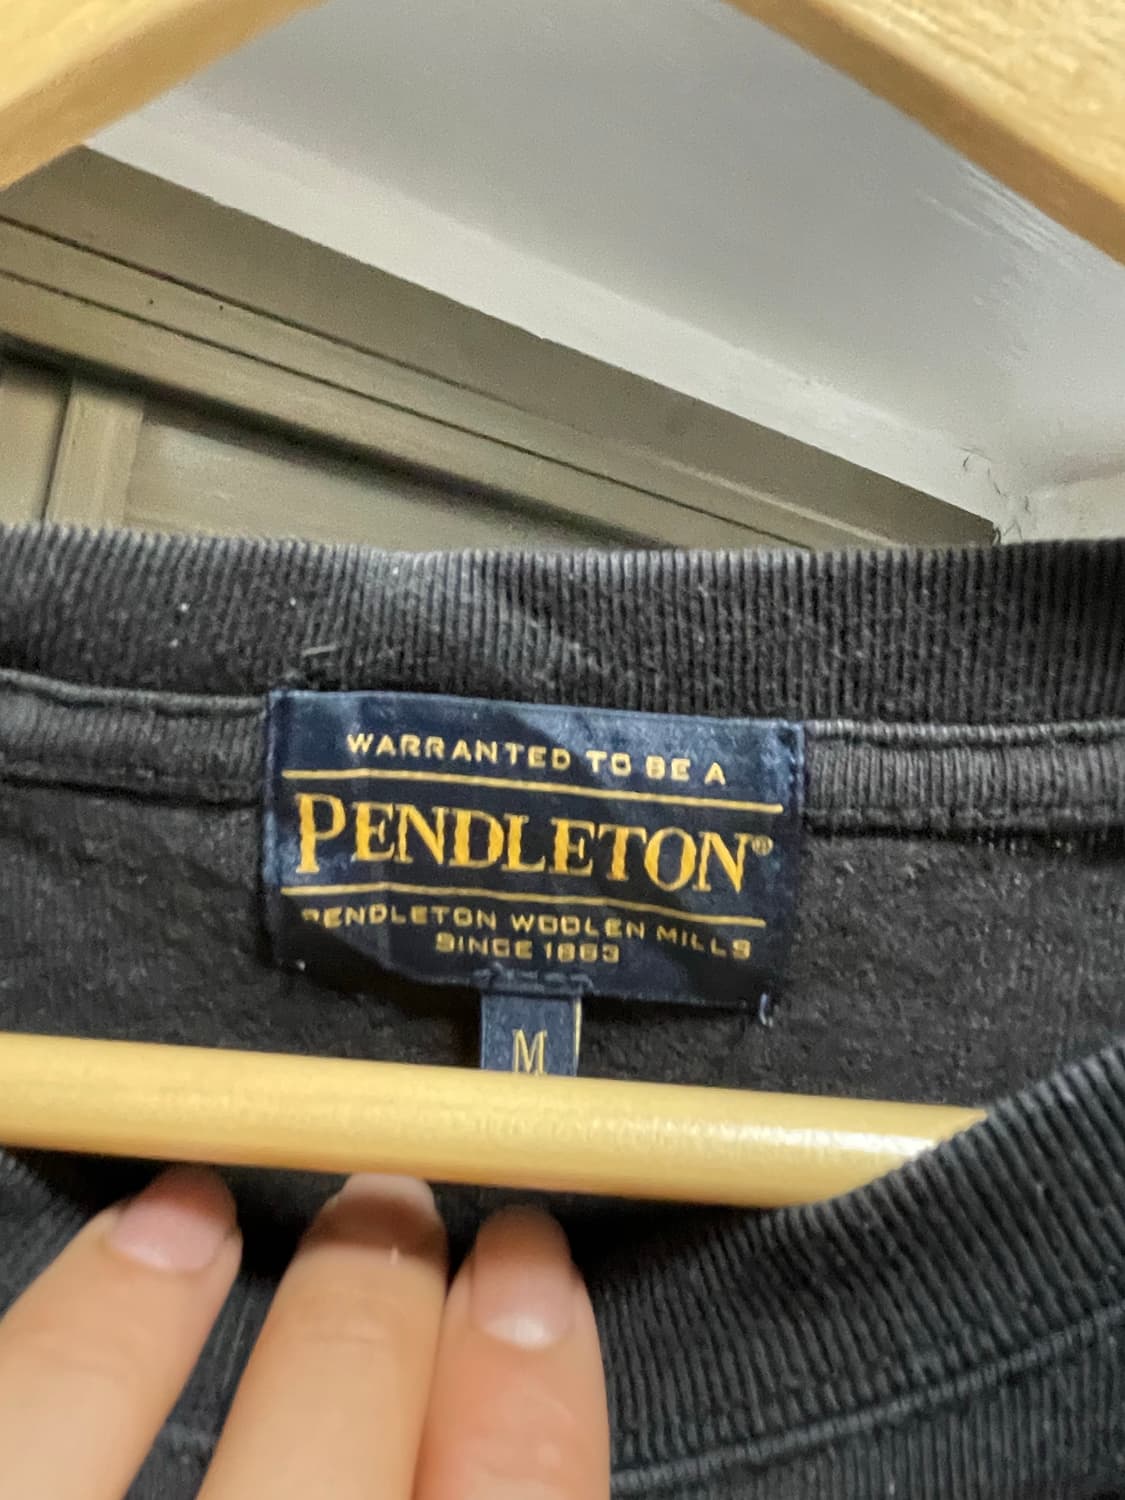 WARRANTED TO BE A
PENDLETON®
PENDLETON WOOLEN MILLS
SINCE 1863
M